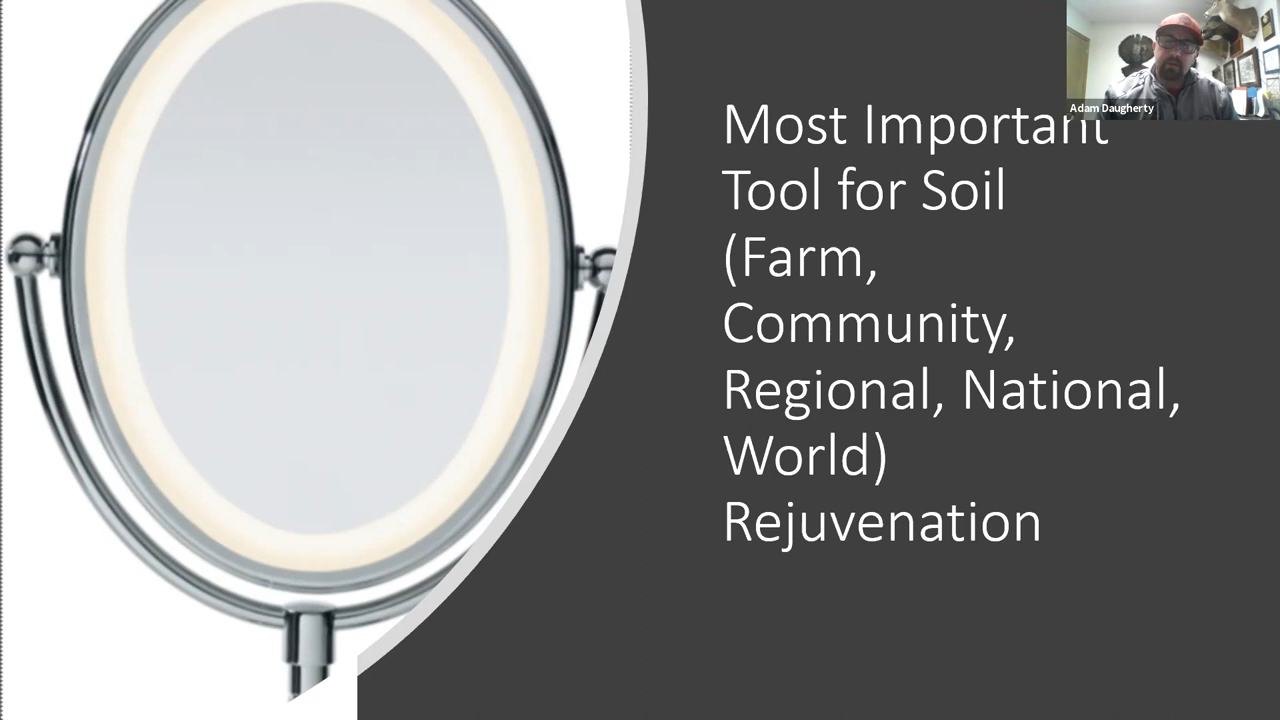 Adam Daugherty
Most Important
Tool for Soil
(Farm,
Community,
Regional, National,
World)
Rejuvenation